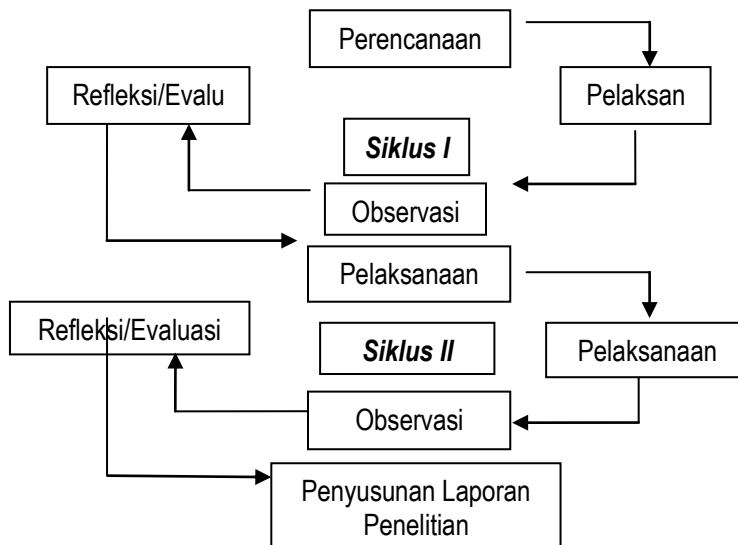 Perencanaan
Refleksi/Evalu
Pelaksan
Siklus I
Observasi
Pelaksanaan
Refleksi/Evaluasi
Siklus II
Pelaksanaan
Observasi
Penyusunan Laporan
Penelitian